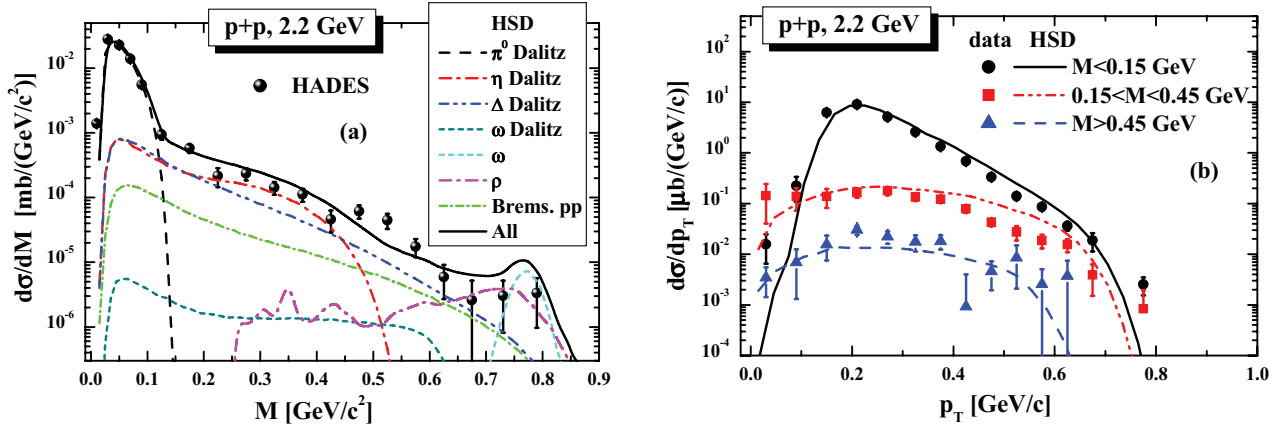 p+p, 2.2 GeV
HADES
(a)
HSD
π⁰ Dalitz
η Dalitz
Δ Dalitz
ω Dalitz
ω
ρ
Brems. pp
All
dσ/dM [mb/(GeV/c²)]
10⁻²
10⁻³
10⁻⁴
10⁻⁵
10⁻⁶
0.0 0.1 0.2 0.3 0.4 0.5 0.6 0.7 0.8 0.9
M [GeV/c²]
p+p, 2.2 GeV
data HSD
M<0.15 GeV
0.15<M<0.45 GeV
M>0.45 GeV
(b)
dσ/dp_T [μb/(GeV/c)]
10²
10¹
10⁰
10⁻¹
10⁻²
10⁻³
10⁻⁴
0.0 0.2 0.4 0.6 0.8 1.0
p_T [GeV/c]